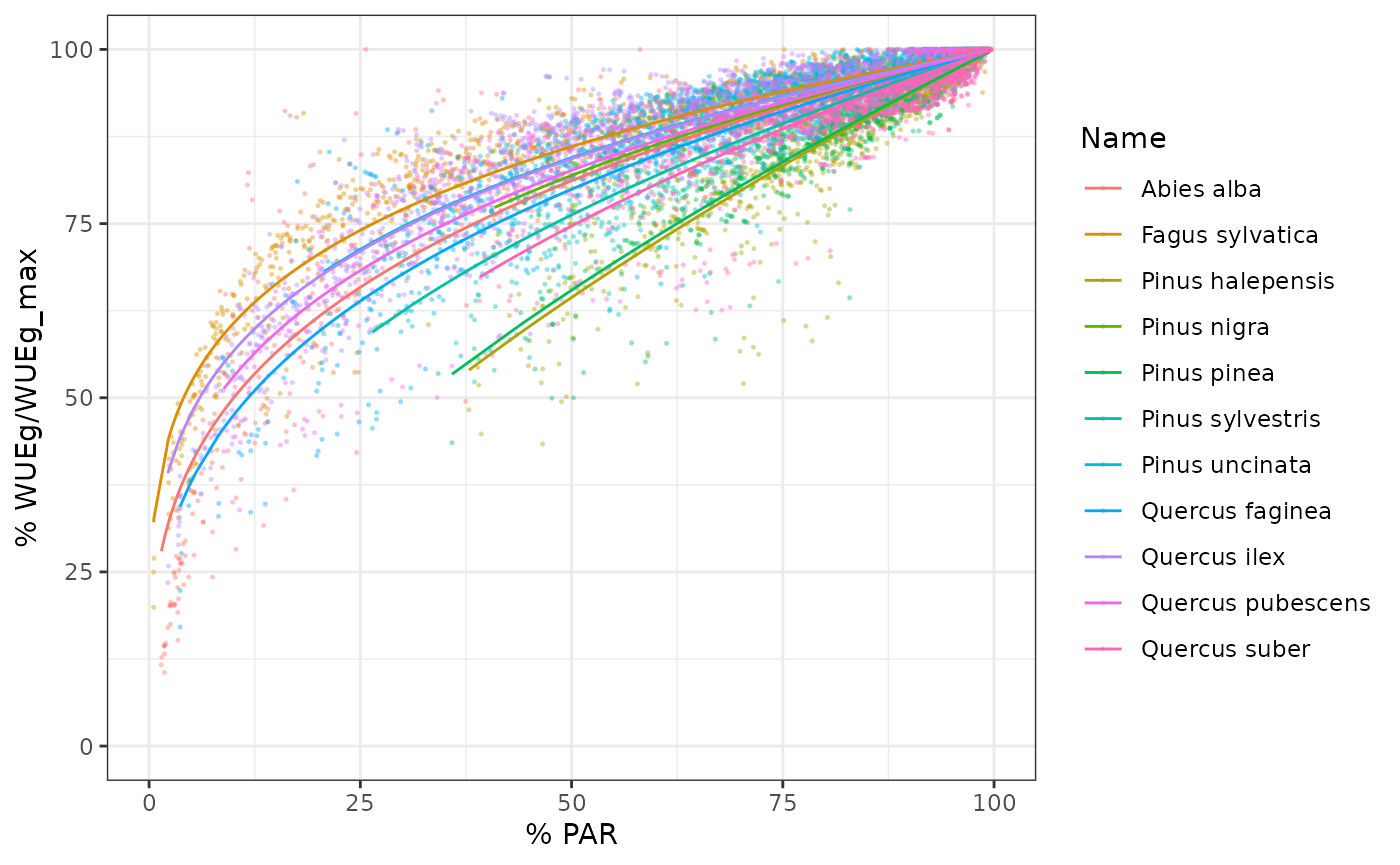 % WUEg/WUEg_max
100
75
50
25
0
0 25 50 75 100
% PAR
Name
Abies alba
Fagus sylvatica
Pinus halepensis
Pinus nigra
Pinus pinea
Pinus sylvestris
Pinus uncinata
Quercus faginea
Quercus ilex
Quercus pubescens
Quercus suber